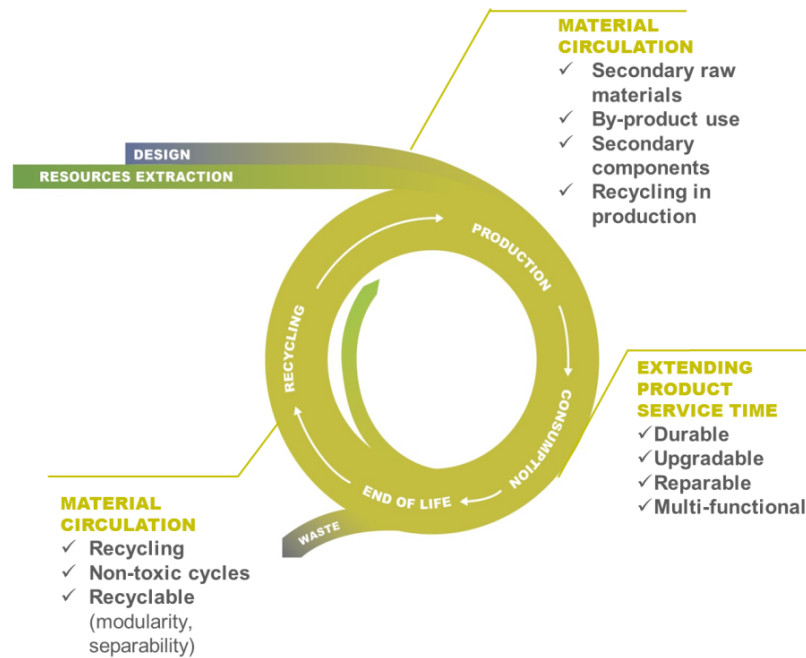 MATERIAL
CIRCULATION
✓ Secondary raw
materials
✓ By-product use
✓ Secondary
components
✓ Recycling in
production
DESIGN
RESOURCES EXTRACTION
PRODUCTION
RECYCLING
CONSUMPTION
END OF LIFE
WASTE
EXTENDING
PRODUCT
SERVICE TIME
✓Durable
✓Upgradable
✓Reparable
✓Multi-functional
MATERIAL
CIRCULATION
✓ Recycling
✓ Non-toxic cycles
✓ Recyclable
(modularity,
separability)